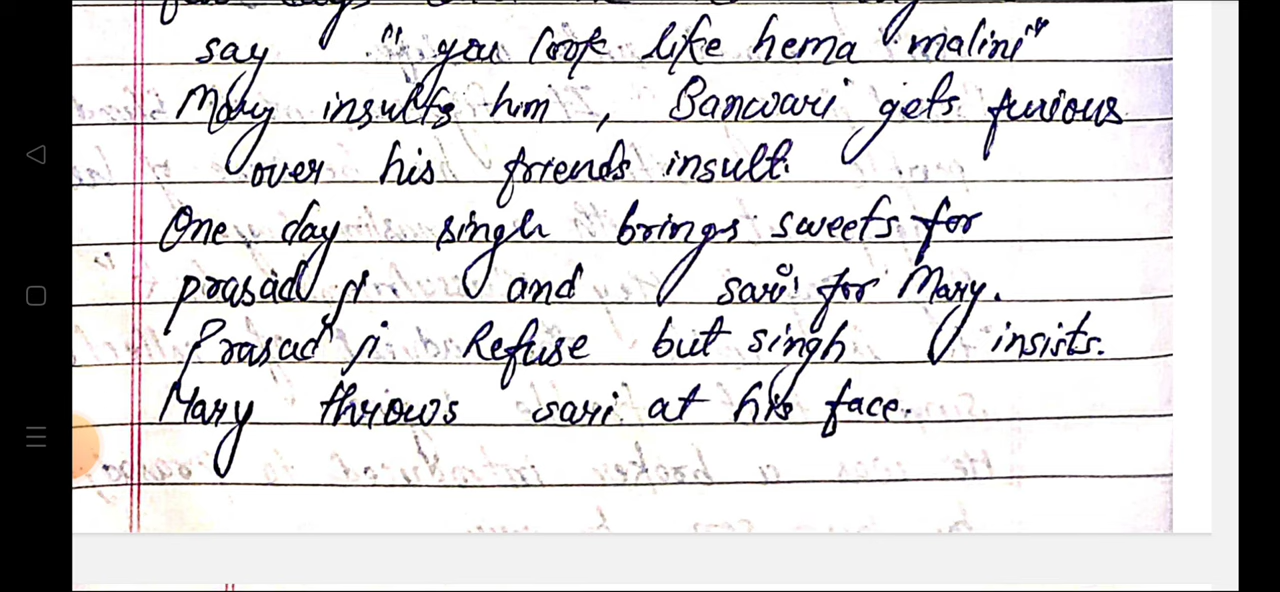 say "you look like hema malini"
Mary insults him, Banwari gets furious
over his friends insult.
One day singh brings sweets for
prasad ji and sari for Mary.
Prasad ji Refuse but singh insists.
Mary throws sari at his face.